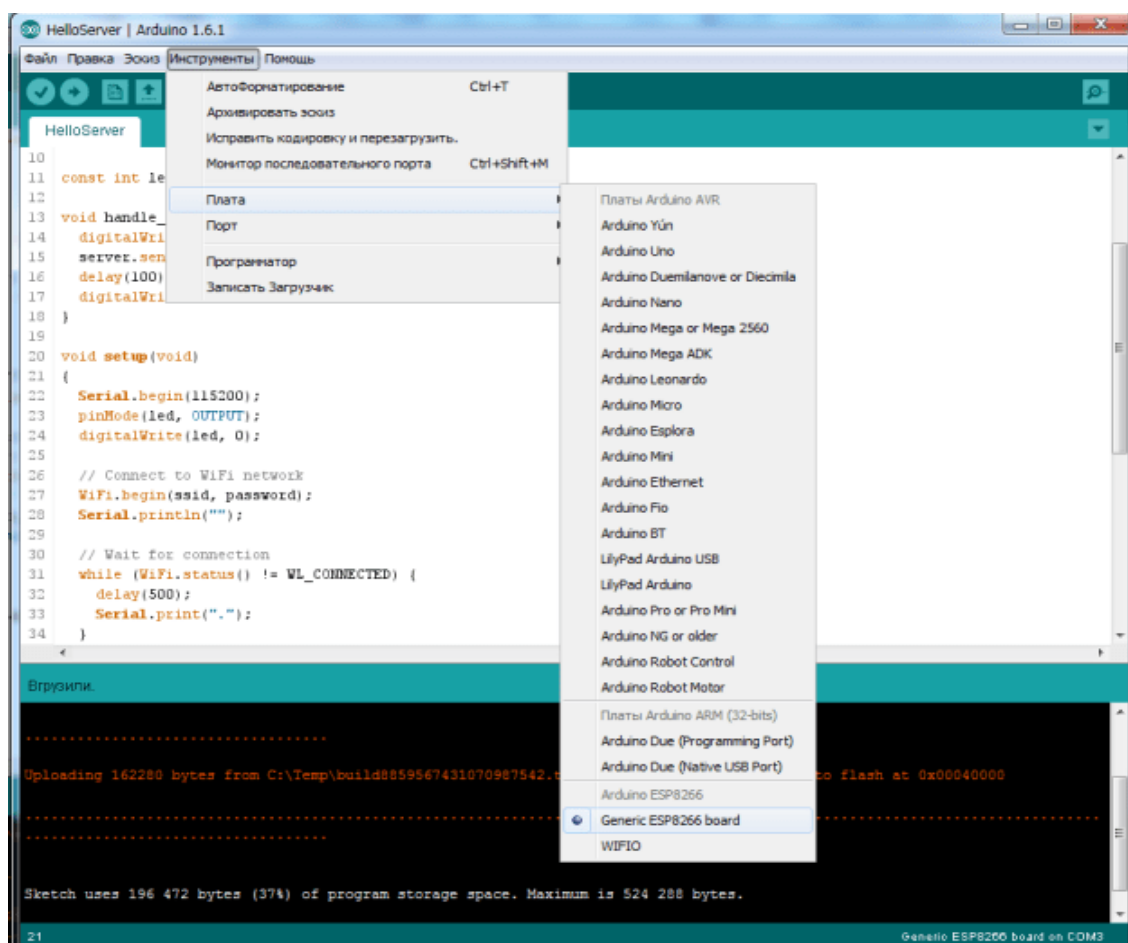 HelloServer | Arduino 1.6.1
Файл Правка Эскиз Инструменты Помощь
АвтоФорматирование Ctrl+T
Архивировать эскиз
Исправить кодировку и перезагрузить.
Монитор последовательного порта Ctrl+Shift+M
Плата
Порт
Программатор
Записать Загрузчик
HelloServer
10
11 const int le
12
13 void handle_
14 digitalWri
15 server.sen
16 delay(100)
17 digitalWri
18 }
19
20 void setup(void)
21 {
22 Serial.begin(115200);
23 pinMode(led, OUTPUT);
24 digitalWrite(led, 0);
25
26 // Connect to WiFi network
27 WiFi.begin(ssid, password);
28 Serial.println("");
29
30 // Wait for connection
31 while (WiFi.status() != WL_CONNECTED) {
32 delay(500);
33 Serial.print(".");
34 }
Платы Arduino AVR
Arduino Yún
Arduino Uno
Arduino Duemilanove or Diecimila
Arduino Nano
Arduino Mega or Mega 2560
Arduino Mega ADK
Arduino Leonardo
Arduino Micro
Arduino Esplora
Arduino Mini
Arduino Ethernet
Arduino Fio
Arduino BT
LilyPad Arduino USB
LilyPad Arduino
Arduino Pro or Pro Mini
Arduino NG or older
Arduino Robot Control
Arduino Robot Motor
Платы Arduino ARM (32-bits)
Arduino Due (Programming Port)
Arduino Due (Native USB Port)
Arduino ESP8266
Generic ESP8266 board
WIFIO
Вгрузили.
Uploading 162280 bytes from C:\Temp\build8859567431070987542.t to flash at 0x00040000
Sketch uses 196 472 bytes (37%) of program storage space. Maximum is 524 288 bytes.
21 Generic ESP8266 board on COM3